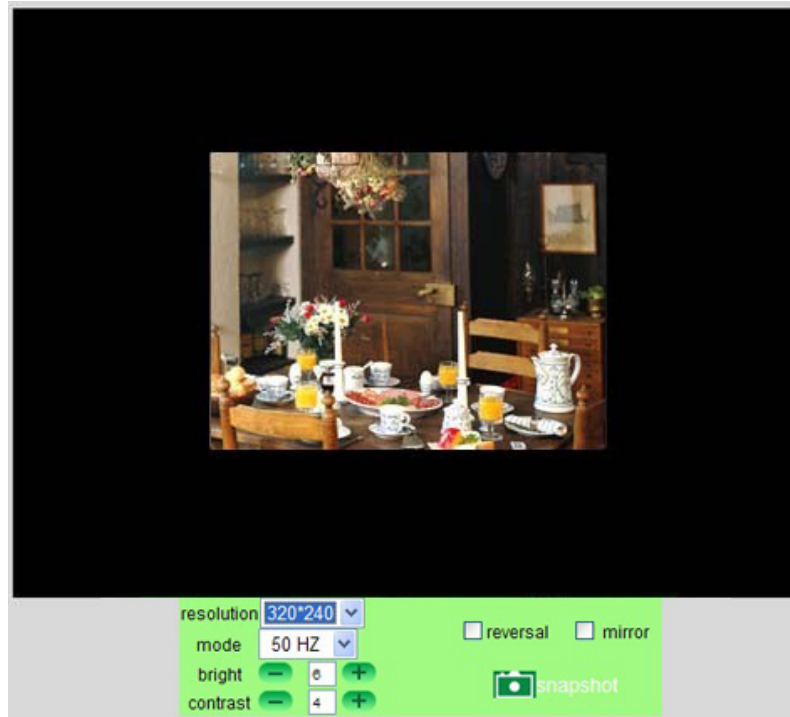 resolution 320*240
mode 50 HZ
reversal mirror
bright 6
contrast 4
snapshot